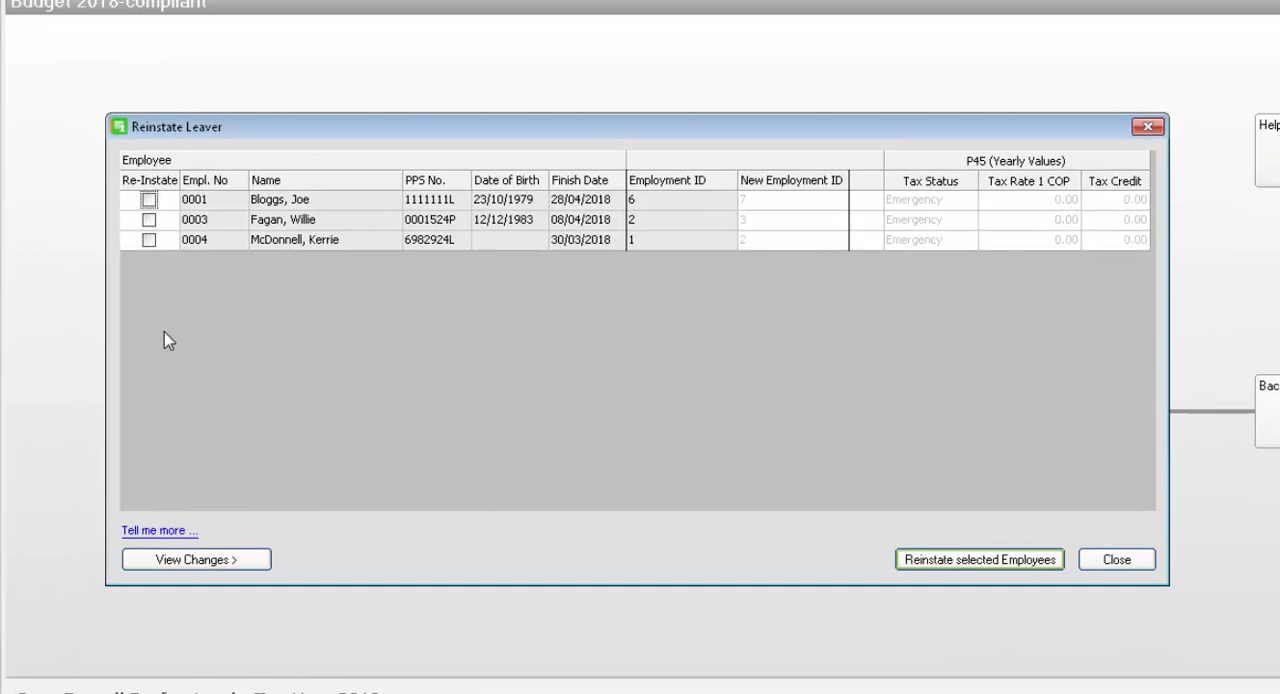 Budget 2018-compliant
Help
Reinstate Leaver
Employee P45 (Yearly Values)
Re-Instate Empl. No Name PPS No. Date of Birth Finish Date Employment ID New Employment ID Tax Status Tax Rate 1 COP Tax Credit
0001 Bloggs, Joe 1111111L 23/10/1979 28/04/2018 6 7 Emergency 0.00 0.00
0003 Fagan, Willie 0001524P 12/12/1983 08/04/2018 2 3 Emergency 0.00 0.00
0004 McDonnell, Kerrie 6982924L 30/03/2018 1 2 Emergency 0.00 0.00
Bac
Tell me more ...
View Changes > Reinstate selected Employees Close